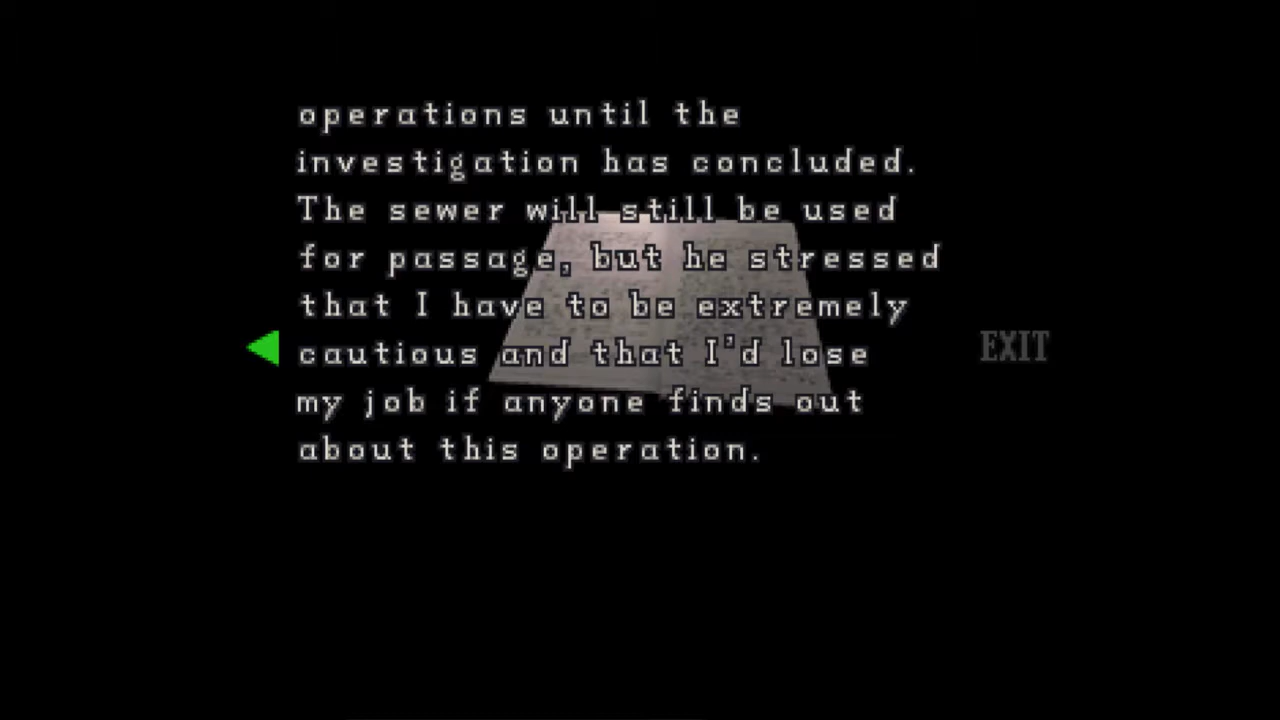 operations until the
investigation has concluded.
The sewer will still be used
for passage, but he stressed
that I have to be extremely
cautious and that I'd lose
my job if anyone finds out
about this operation.
EXIT